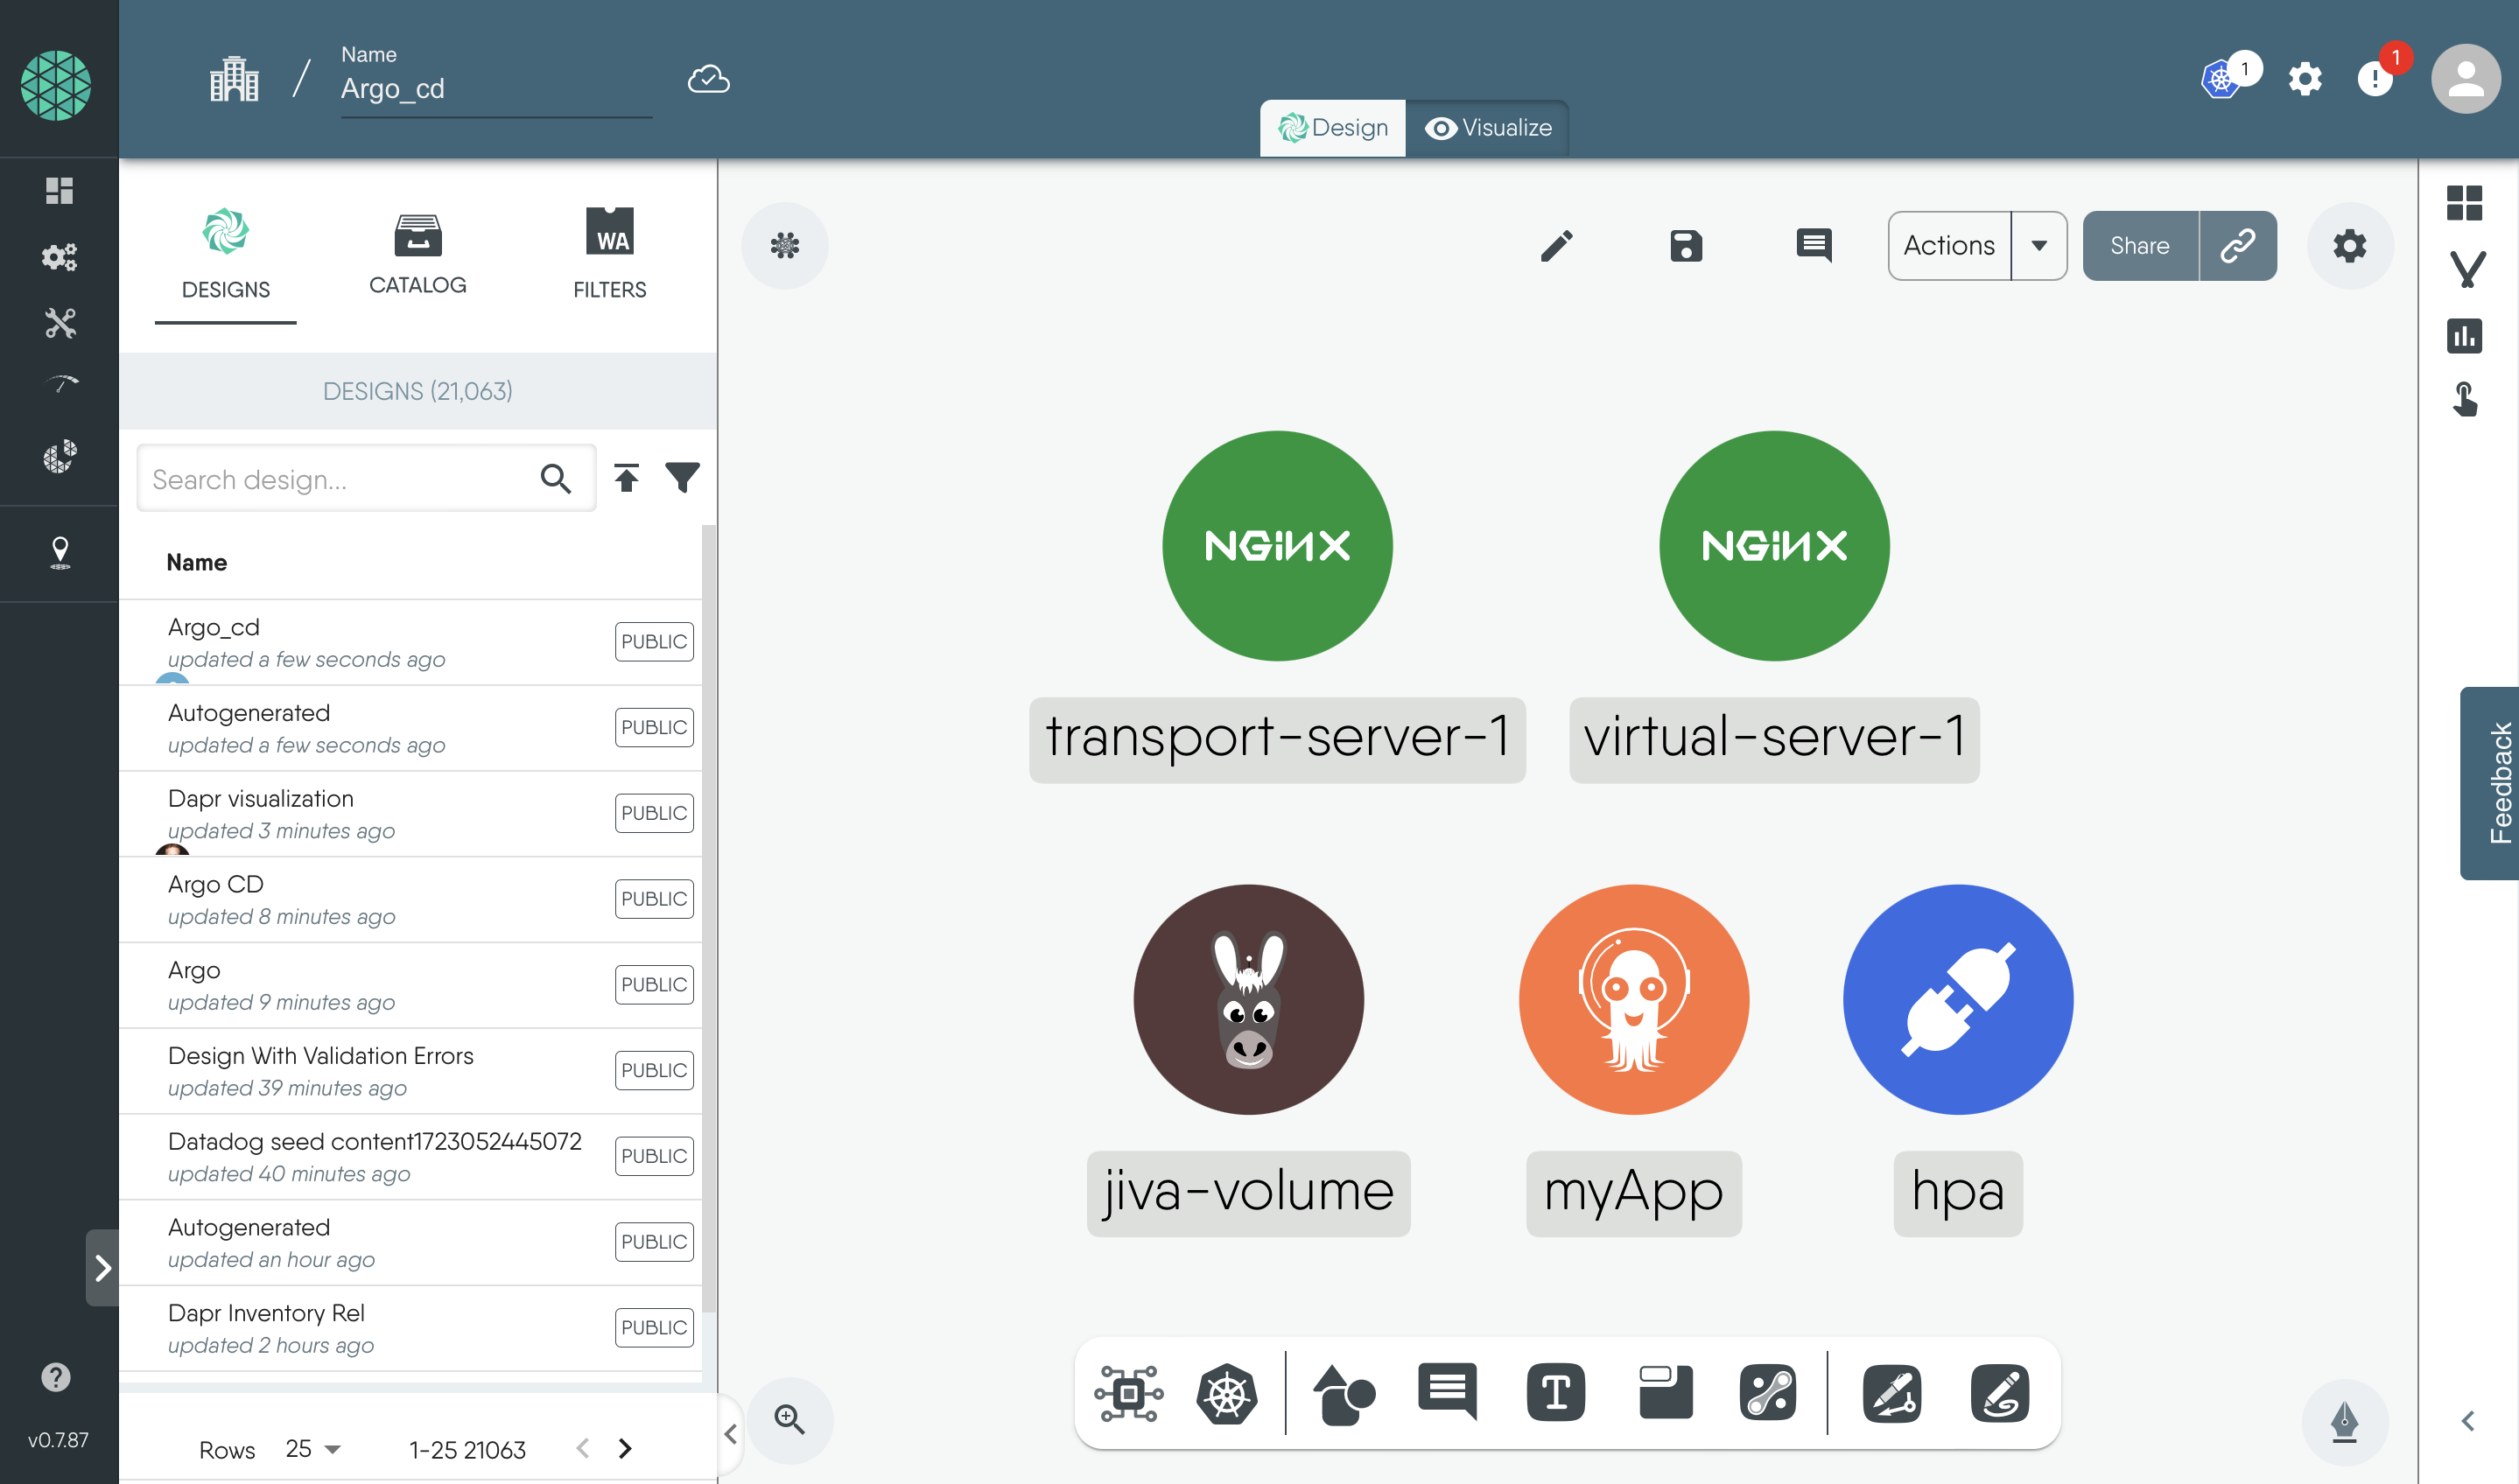 Name
Argo_cd
1
1
Design
Visualize
DESIGNS
CATALOG
WA
FILTERS
Actions
Share
DESIGNS (21,063)
Search design...
Name
Argo_cd
updated a few seconds ago
PUBLIC
Autogenerated
updated a few seconds ago
PUBLIC
Dapr visualization
updated 3 minutes ago
PUBLIC
Argo CD
updated 8 minutes ago
PUBLIC
Argo
updated 9 minutes ago
PUBLIC
Design With Validation Errors
updated 39 minutes ago
PUBLIC
Datadog seed content1723052445072
updated 40 minutes ago
PUBLIC
Autogenerated
updated an hour ago
PUBLIC
Dapr Inventory Rel
updated 2 hours ago
PUBLIC
Rows 25 1-25 21063
v0.7.87
NGINX
NGINX
transport-server-1
virtual-server-1
jiva-volume
myApp
hpa
T
Feedback